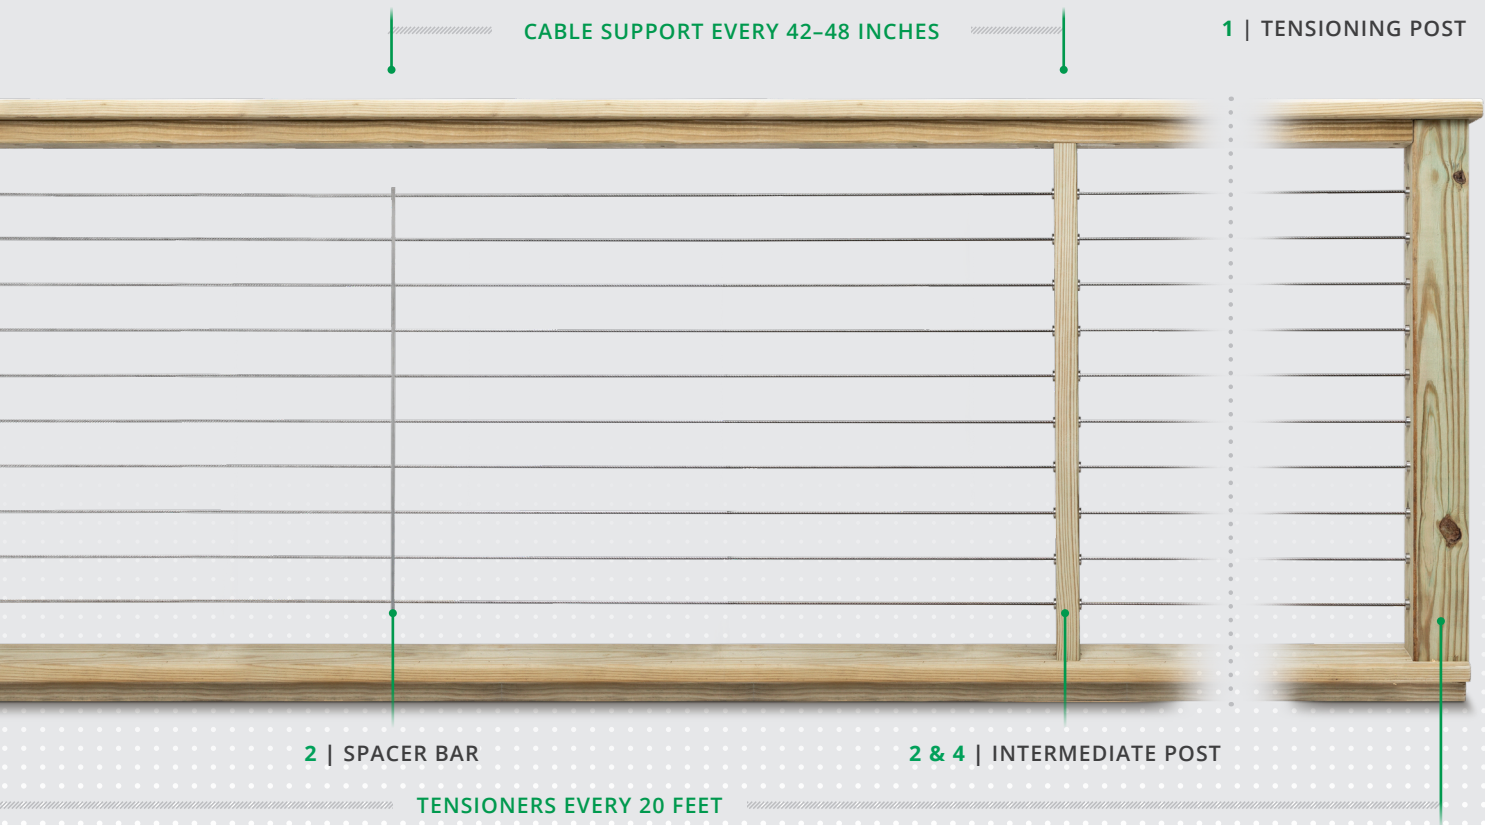 CABLE SUPPORT EVERY 42–48 INCHES
1 | TENSIONING POST
2 | SPACER BAR
2 & 4 | INTERMEDIATE POST
TENSIONERS EVERY 20 FEET